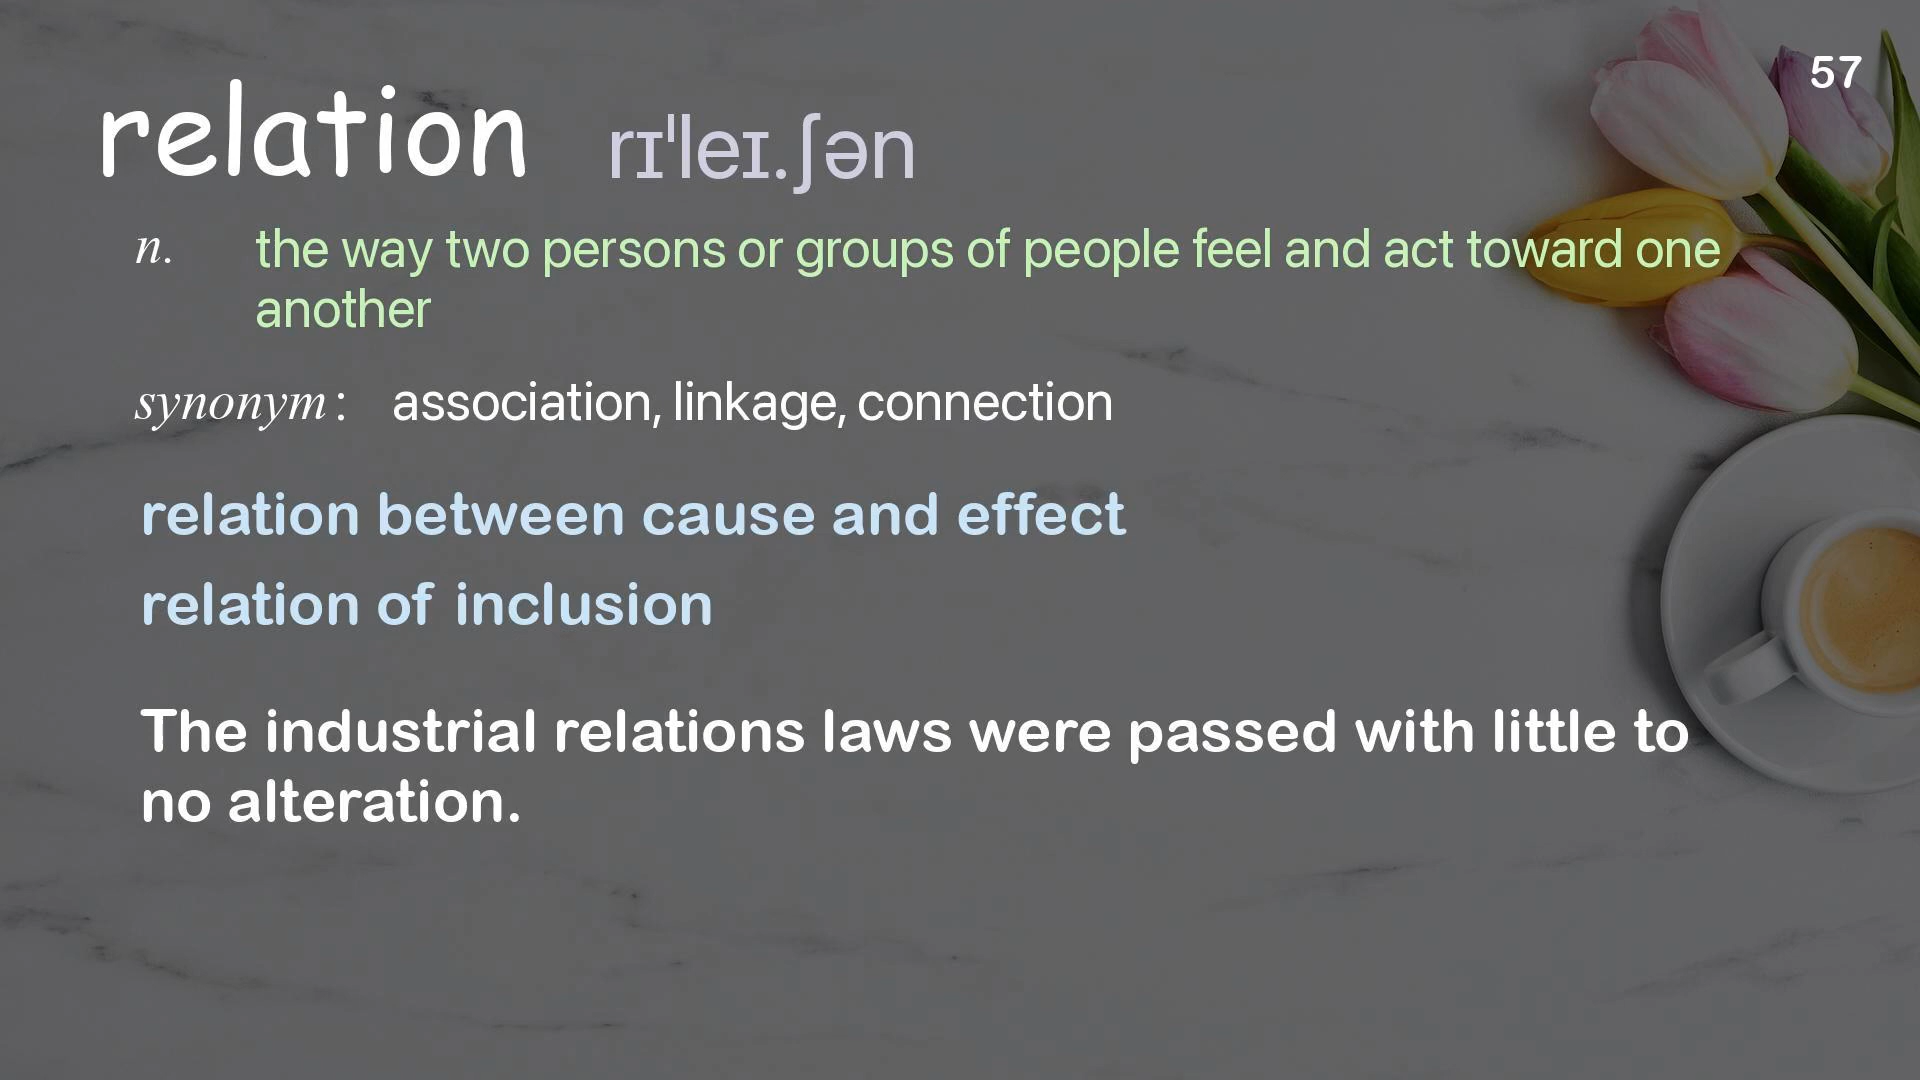 57
relation rɪˈleɪ.ʃən
n. the way two persons or groups of people feel and act toward one
another
synonym: association, linkage, connection
relation between cause and effect
relation of inclusion
The industrial relations laws were passed with little to
no alteration.